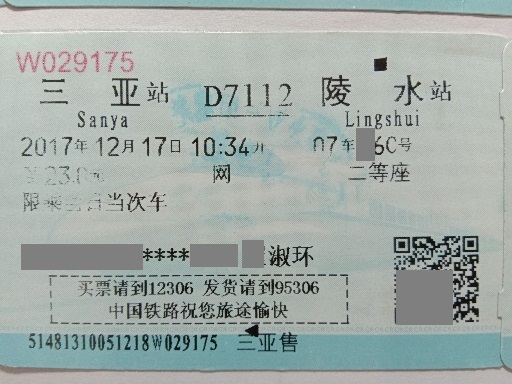 W029175
三亚站 D7112 陵水站
Sanya Lingshui
2017年12月17日 10:34开 07车 6C号
¥23.0元 网 二等座
限乘当日当次车
**** 淑环
买票请到12306 发货请到95306
中国铁路祝您旅途愉快
51481310051218W029175 三亚售